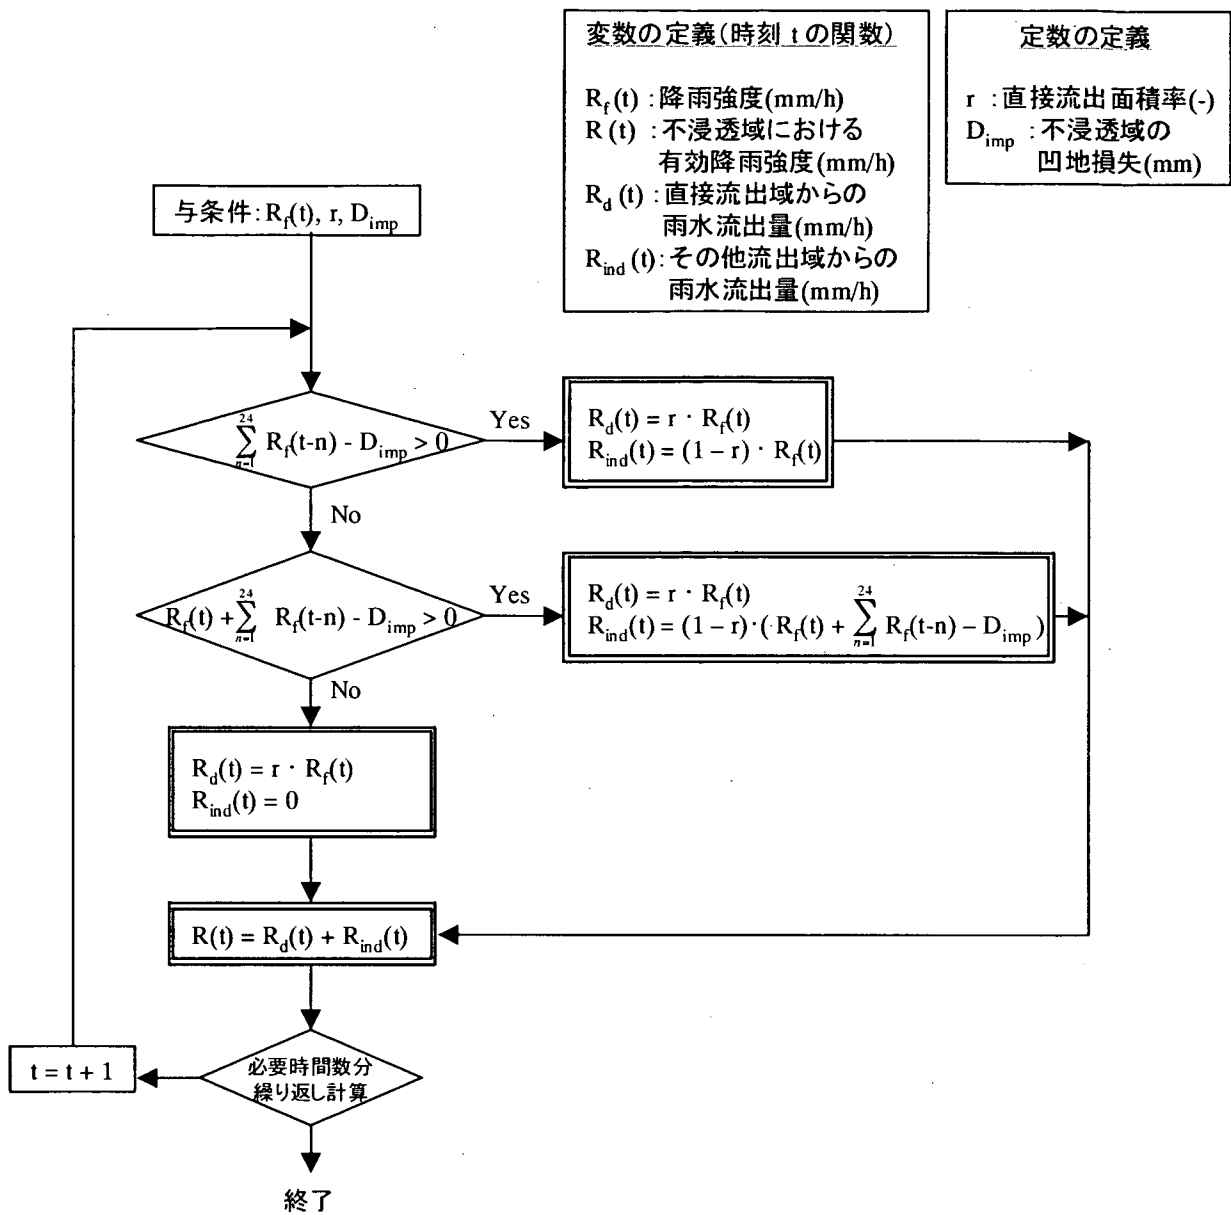 変数の定義(時刻 t の関数)
R_f(t) : 降雨強度(mm/h)
R(t) : 不浸透域における
有効降雨強度(mm/h)
R_d(t) : 直接流出域からの
雨水流出量(mm/h)
R_ind(t) : その他流出域からの
雨水流出量(mm/h)
定数の定義
r : 直接流出面積率(-)
D_imp : 不浸透域の
凹地損失(mm)
与条件: R_f(t), r, D_imp
∑_{n=1}^{24} R_f(t-n) - D_imp > 0
Yes
R_d(t) = r · R_f(t)
R_ind(t) = (1 – r) · R_f(t)
No
R_f(t) + ∑_{n=1}^{24} R_f(t-n) - D_imp > 0
Yes
R_d(t) = r · R_f(t)
R_ind(t) = (1 – r) · ( R_f(t) + ∑_{n=1}^{24} R_f(t-n) – D_imp )
No
R_d(t) = r · R_f(t)
R_ind(t) = 0
R(t) = R_d(t) + R_ind(t)
必要時間数分
繰り返し計算
t = t + 1
終了